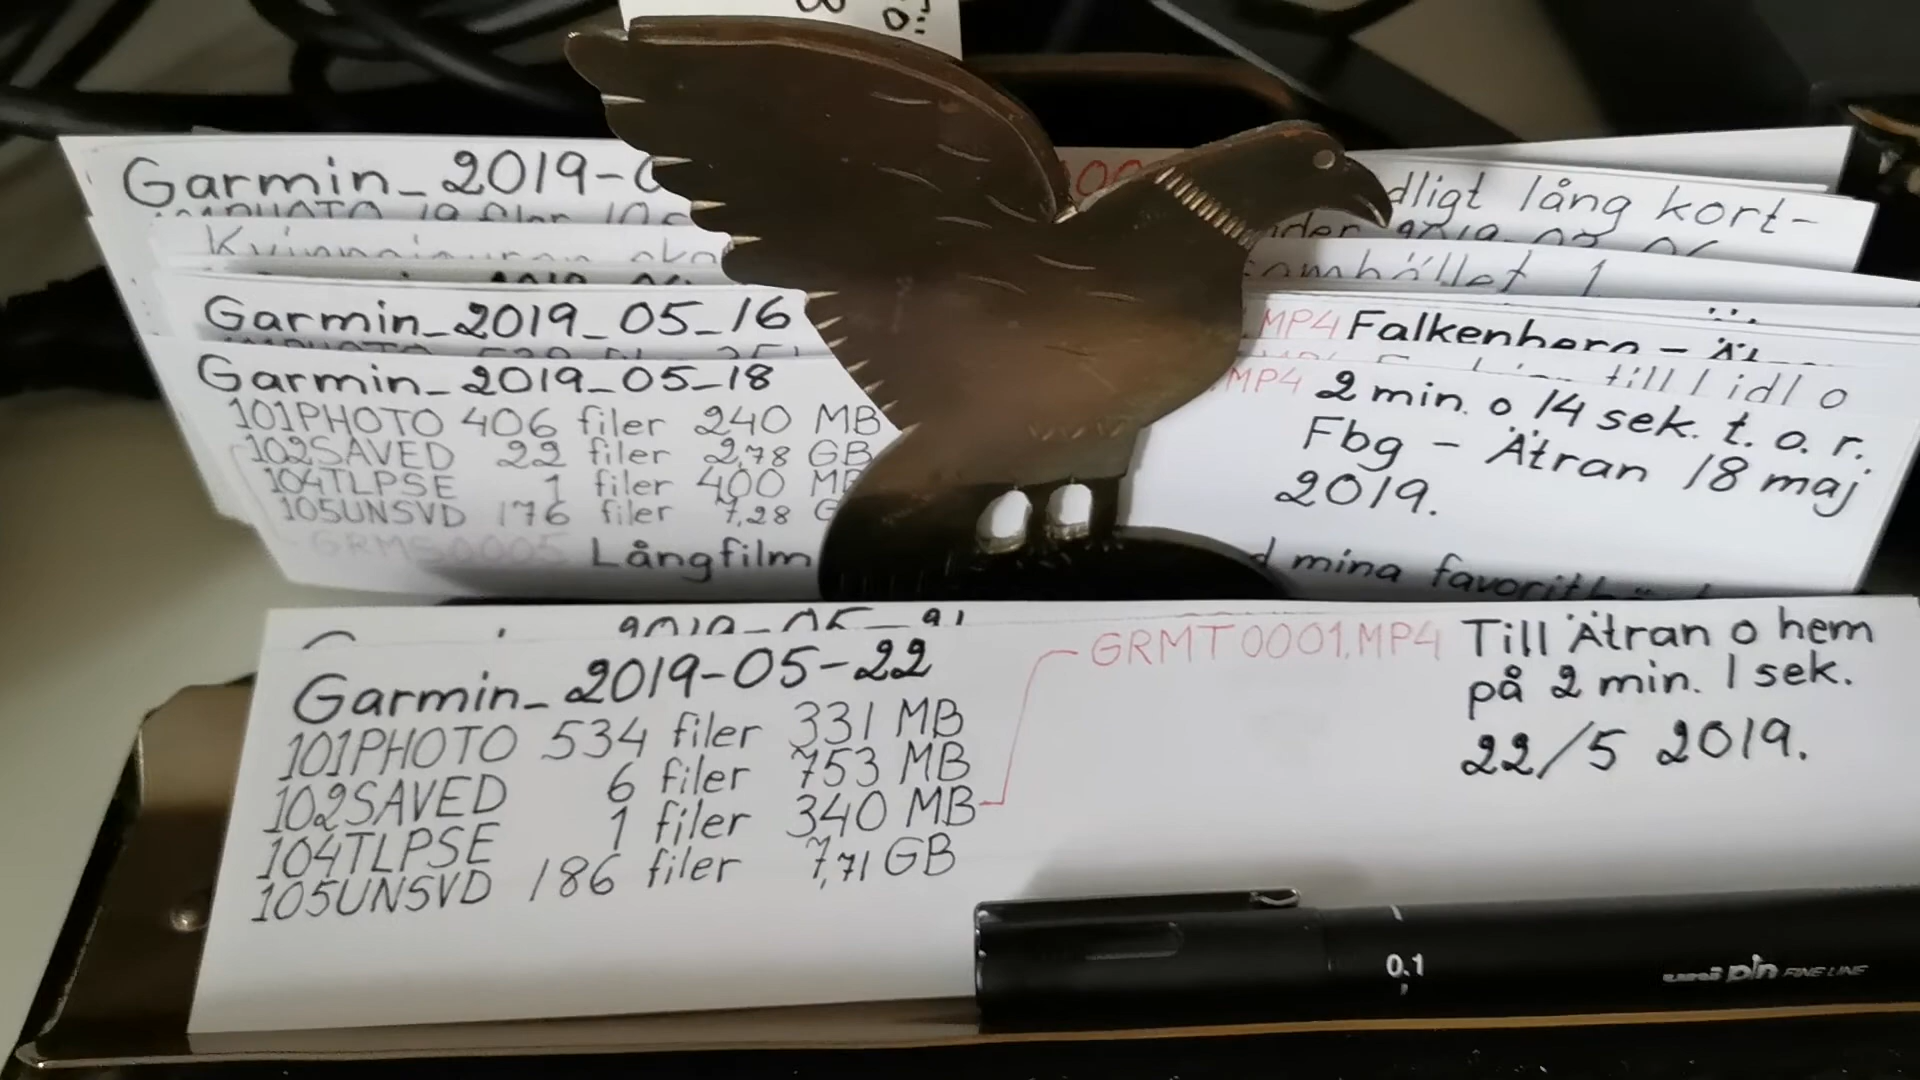 Garmin_2019-0
dligt lång kort-
Garmin_2019_05_16
MP4 Falkenberg -
till Lidl o
Garmin_2019_05_18
101PHOTO 406 filer 240 MB
102SAVED 22 filer 2,78 GB
104TLPSE 1 filer 400 MB
105UNSVD 176 filer 7,28 G
GRMS0005 Långfilm
MP4 2 min. o 14 sek. t. o. r.
Fbg - Ätran 18 maj
2019.
d mina
Garmin_2019-05-22
101PHOTO 534 filer 331 MB
102SAVED 6 filer 753 MB
104TLPSE 1 filer 340 MB
105UNSVD 186 filer 7,71 GB
GRMT0001.MP4 Till Ätran o hem
på 2 min. 1 sek.
22/5 2019.
0.1
uni pin FINE LINE